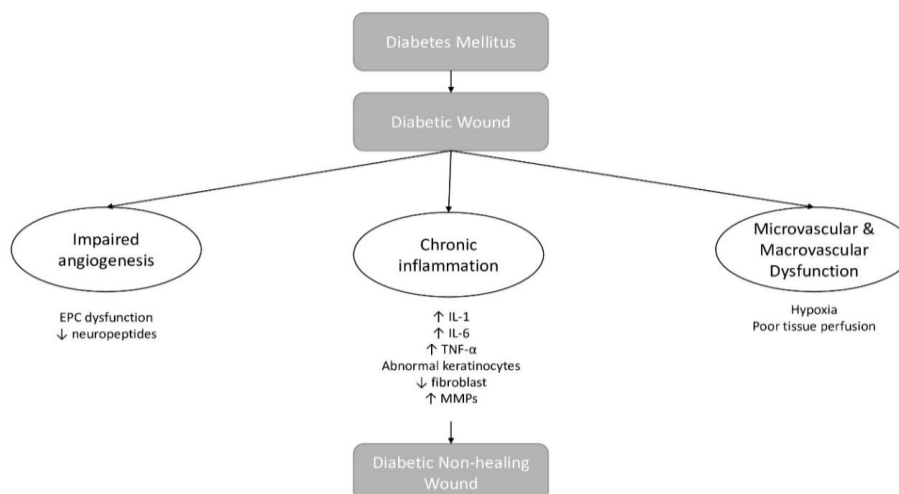 Diabetes Mellitus
Diabetic Wound
Impaired
angiogenesis
EPC dysfunction
↓ neuropeptides
Chronic
inflammation
↑ IL-1
↑ IL-6
↑ TNF-α
Abnormal keratinocytes
↓ fibroblast
↑ MMPs
Microvascular &
Macrovascular
Dysfunction
Hypoxia
Poor tissue perfusion
Diabetic Non-healing
Wound